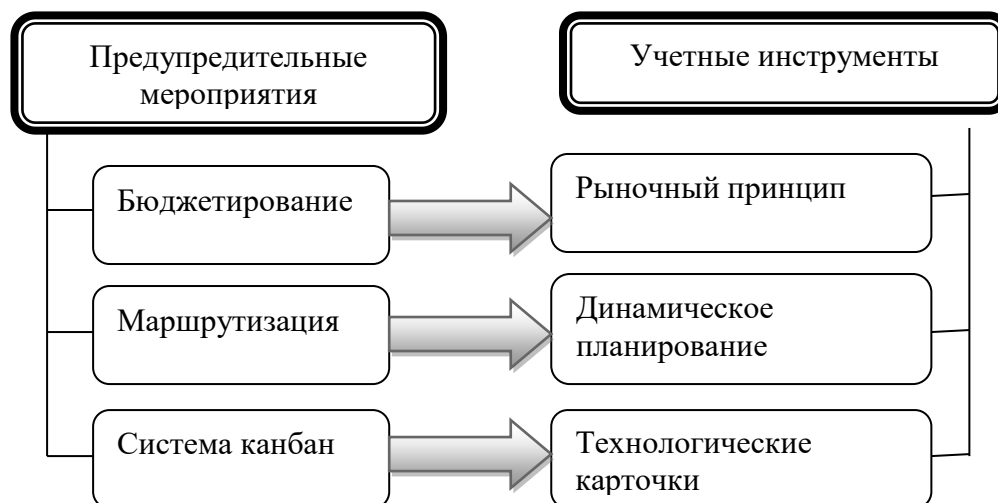 Предупредительные
мероприятия
Учетные инструменты
Бюджетирование
Рыночный принцип
Маршрутизация
Динамическое
планирование
Система канбан
Технологические
карточки